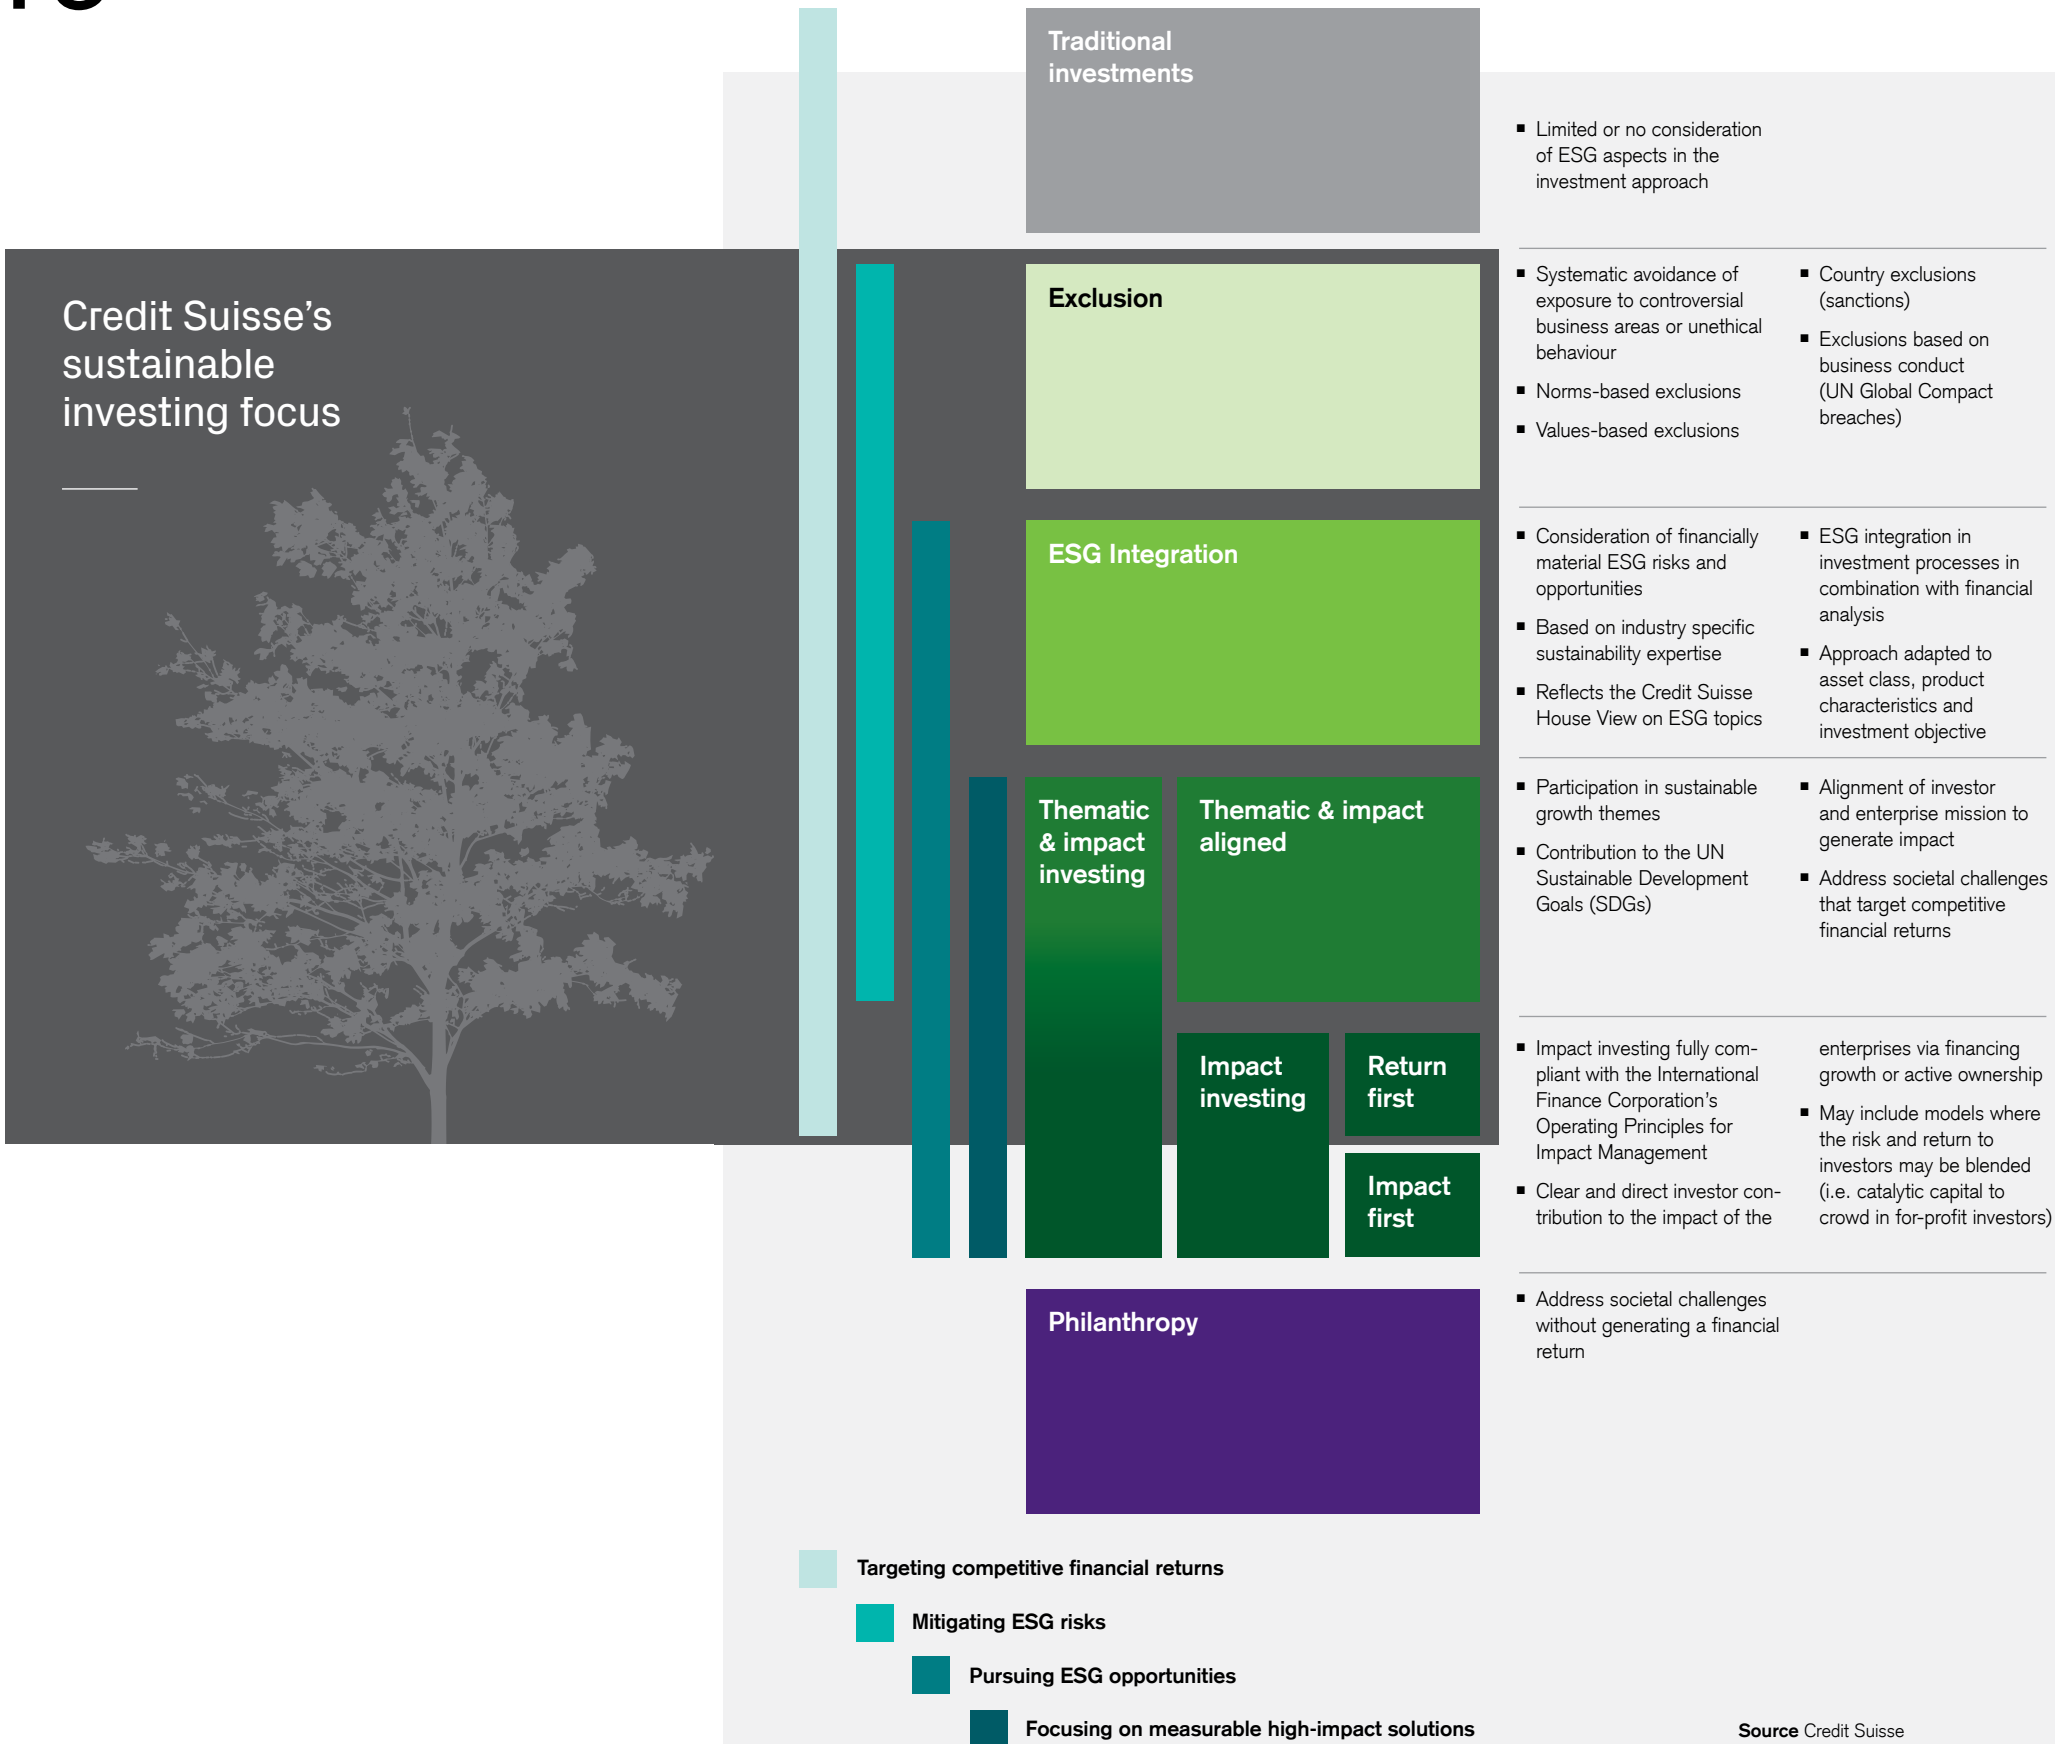 Traditional
investments
Limited or no consideration
of ESG aspects in the
investment approach
Credit Suisse’s
sustainable
investing focus
Exclusion
Systematic avoidance of
exposure to controversial
business areas or unethical
behaviour
Norms-based exclusions
Values-based exclusions
Country exclusions
(sanctions)
Exclusions based on
business conduct
(UN Global Compact
breaches)
ESG Integration
Consideration of financially
material ESG risks and
opportunities
Based on industry specific
sustainability expertise
Reflects the Credit Suisse
House View on ESG topics
ESG integration in
investment processes in
combination with financial
analysis
Approach adapted to
asset class, product
characteristics and
investment objective
Thematic
& impact
investing
Thematic & impact
aligned
Participation in sustainable
growth themes
Contribution to the UN
Sustainable Development
Goals (SDGs)
Alignment of investor
and enterprise mission to
generate impact
Address societal challenges
that target competitive
financial returns
Impact
investing
Return
first
Impact
first
Impact investing fully com-
pliant with the International
Finance Corporation’s
Operating Principles for
Impact Management
Clear and direct investor con-
tribution to the impact of the
enterprises via financing
growth or active ownership
May include models where
the risk and return to
investors may be blended
(i.e. catalytic capital to
crowd in for-profit investors)
Philanthropy
Address societal challenges
without generating a financial
return
Targeting competitive financial returns
Mitigating ESG risks
Pursuing ESG opportunities
Focusing on measurable high-impact solutions
Source Credit Suisse